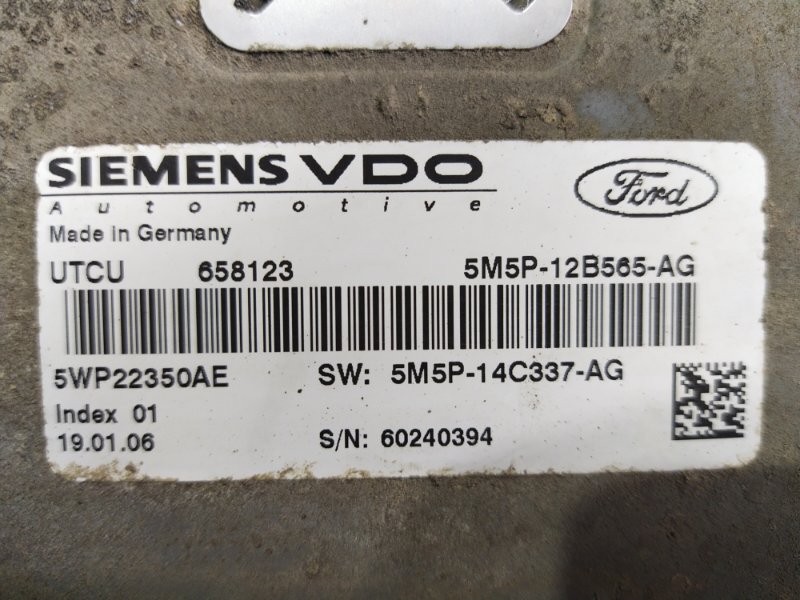 SIEMENS VDO
Automotive
Ford
Made in Germany
UTCU 658123 5M5P-12B565-AG
5WP22350AE SW: 5M5P-14C337-AG
Index 01
19.01.06 S/N: 60240394